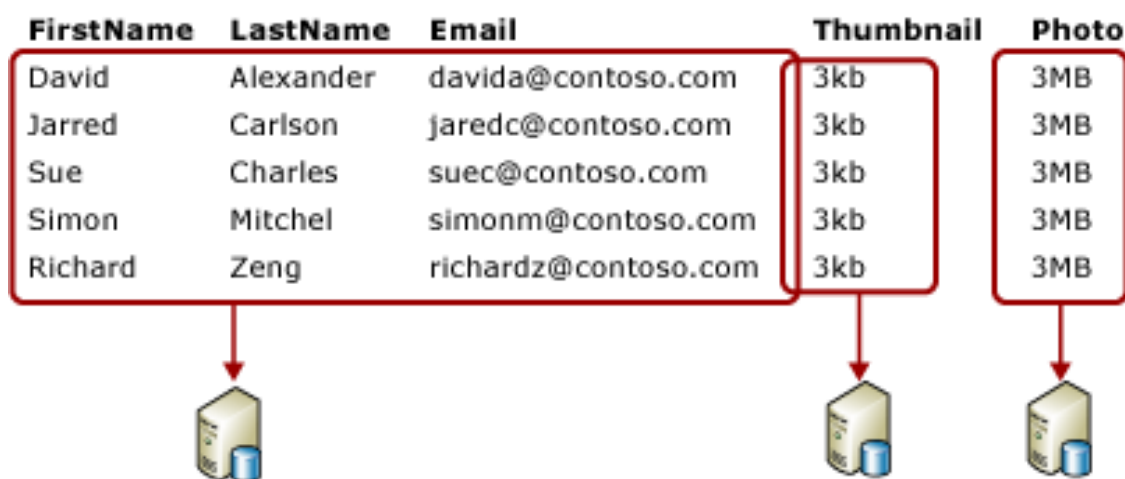 FirstName LastName Email Thumbnail Photo
David Alexander davida@contoso.com 3kb 3MB
Jarred Carlson jaredc@contoso.com 3kb 3MB
Sue Charles suec@contoso.com 3kb 3MB
Simon Mitchel simonm@contoso.com 3kb 3MB
Richard Zeng richardz@contoso.com 3kb 3MB